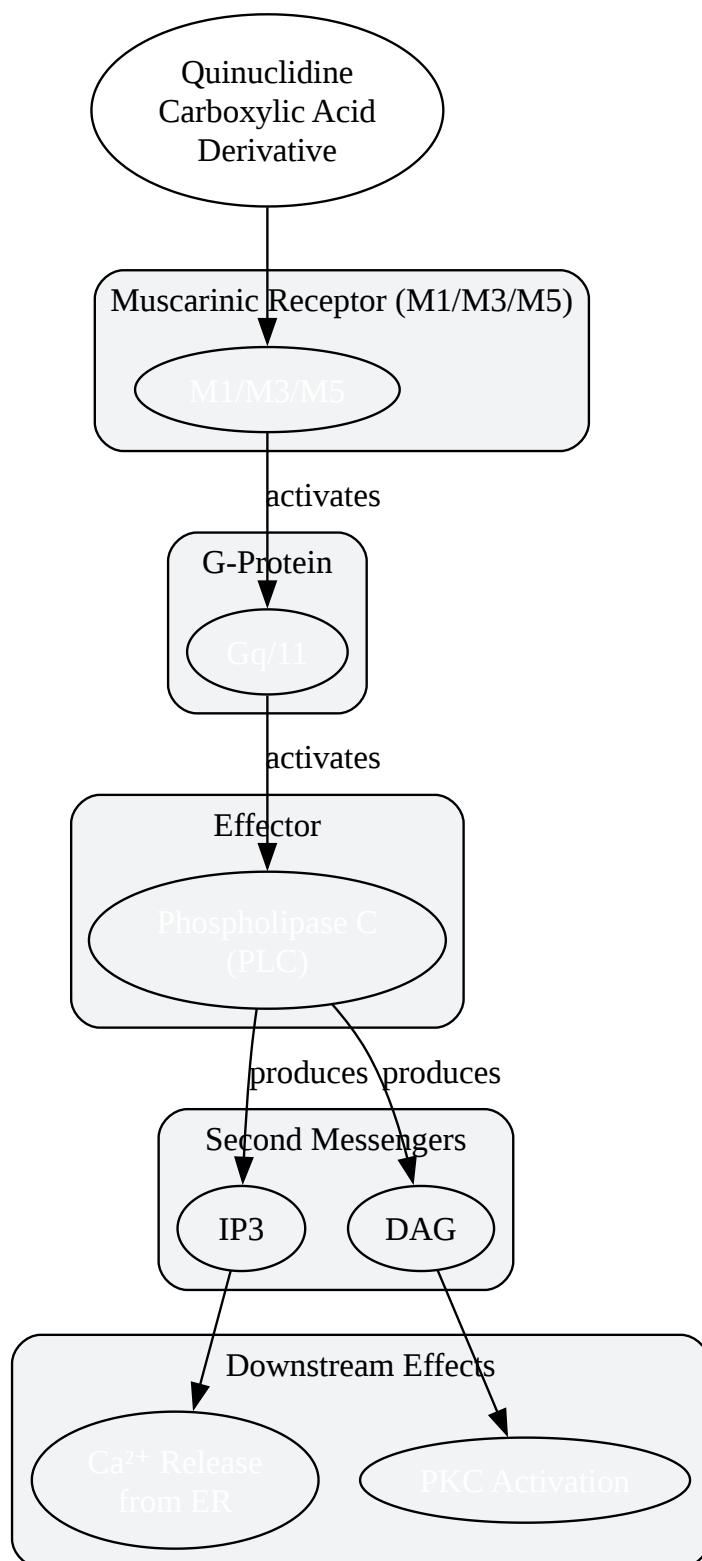 Quinuclidine
Carboxylic Acid
Derivative
Muscarinic Receptor (M1/M3/M5)
M1/M3/M5
activates
G-Protein
Gq/11
activates
Effector
Phospholipase C
(PLC)
produces produces
Second Messengers
IP3 DAG
Downstream Effects
Ca²⁺ Release
from ER
PKC Activation